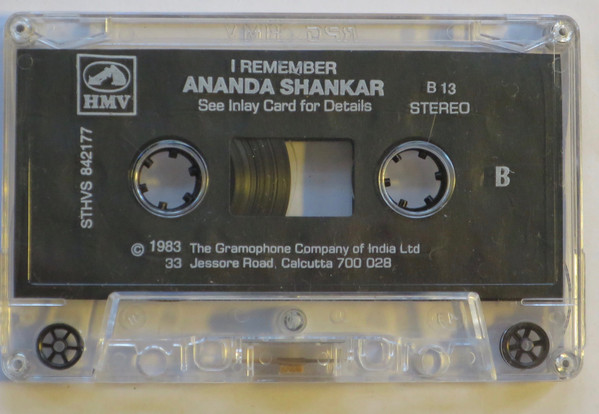 I REMEMBER
ANANDA SHANKAR
See Inlay Card for Details
B 13
STEREO
HMV
STHVS 842177
B
© 1983 The Gramophone Company of India Ltd
33 Jessore Road, Calcutta 700 028